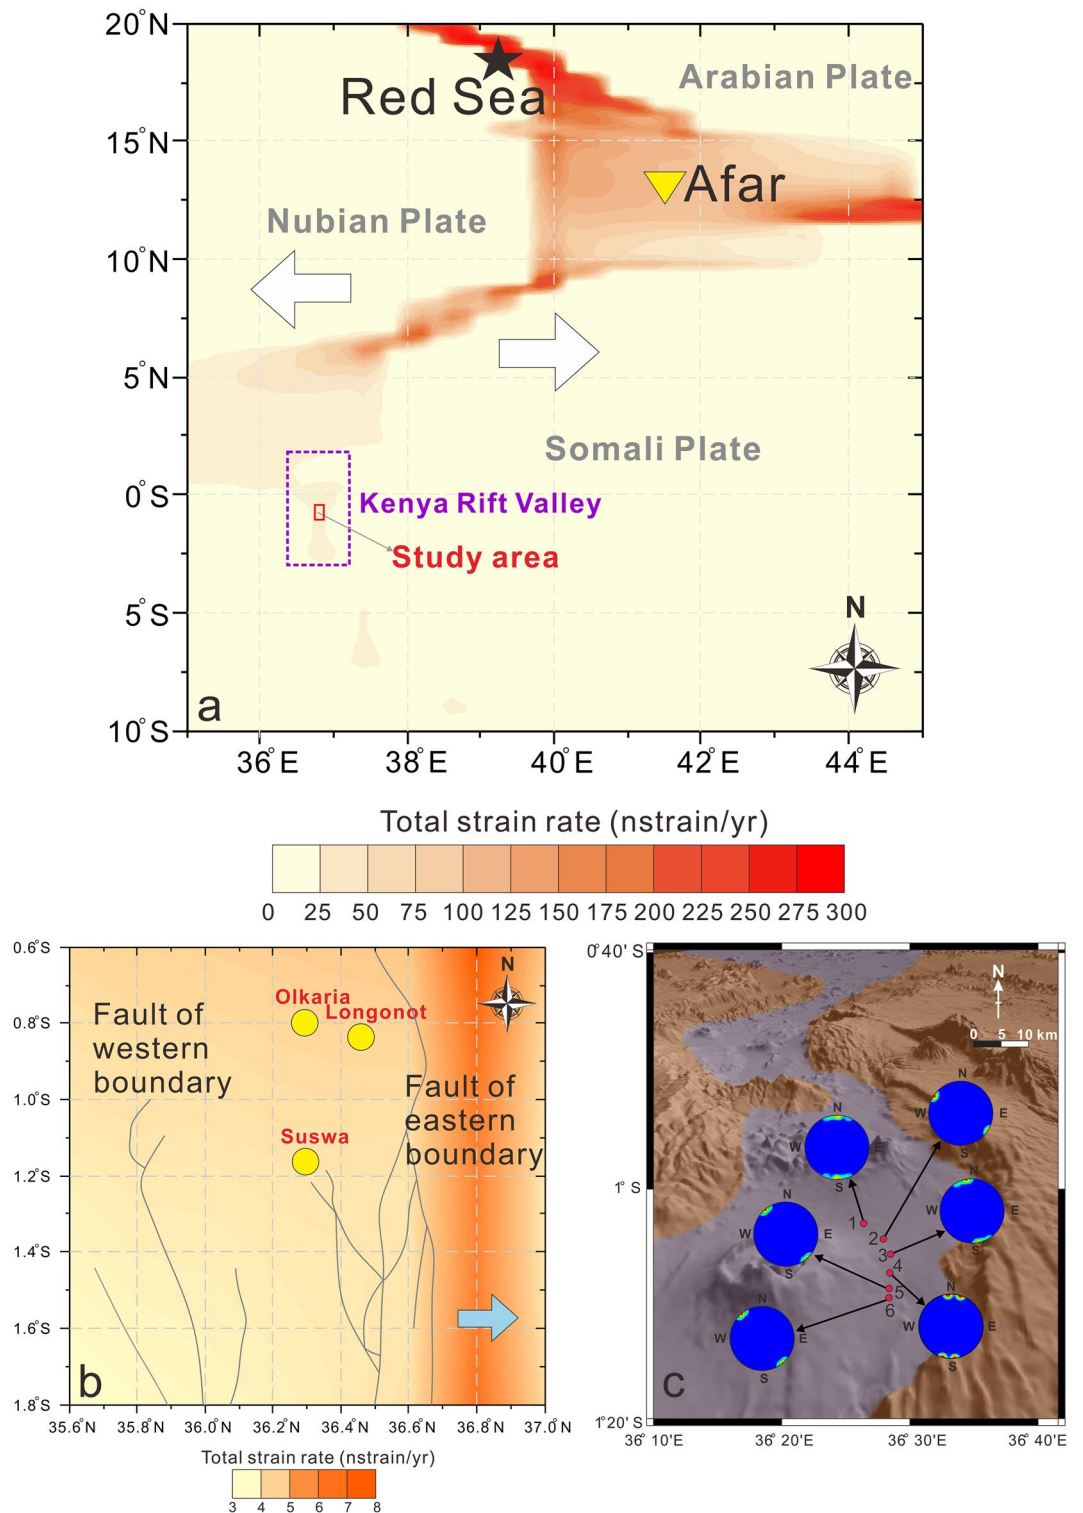 20°N
Red Sea
Arabian Plate
15°N
Afar
Nubian Plate
10°N
5°N
Somali Plate
0°S
Kenya Rift Valley
Study area
5°S
N
a
10°S
36°E 38°E 40°E 42°E 44°E
Total strain rate (nstrain/yr)
0 25 50 75 100 125 150 175 200 225 250 275 300
0.6°S
N
Olkaria
Longonot
0.8°S
Fault of
western
boundary
Fault of
eastern
boundary
1.0°S
Suswa
1.2°S
1.4°S
1.6°S
b
1.8°S
35.6°N 35.8°N 36.0°N 36.2°N 36.4°N 36.6°N 36.8°N 37.0°N
Total strain rate (nstrain/yr)
3 4 5 6 7 8
0°40' S
N
0 5 10 km
N
W E
S
N
W E
S
1° S
N
W E
S
N
W E
S
1
2
3
4
5
6
N
W E
S
N
W E
S
c
1°20' S
36°10'E 36°20'E 36°30'E 36°40'E